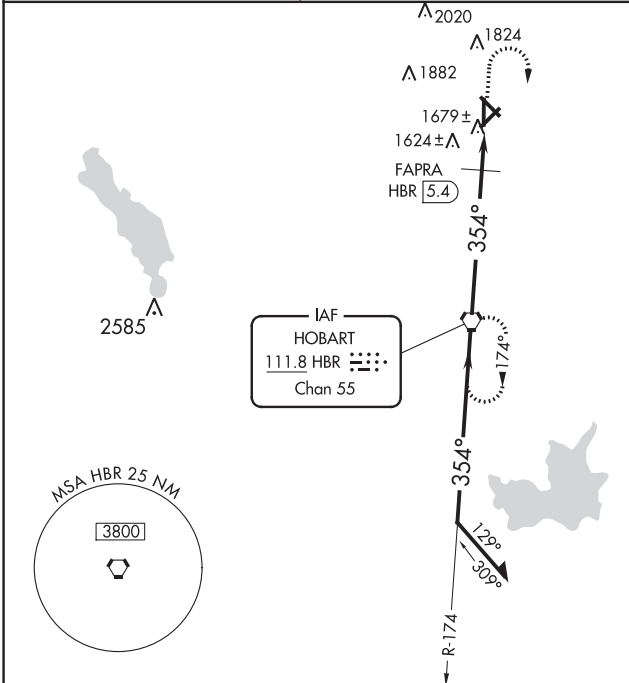 2020
1824
1882
1679 ±
1624 ±
FAPRA
HBR 5.4
354°
2585
IAF
HOBART
111.8 HBR
Chan 55
174°
354°
MSA HBR 25 NM
3800
129°
309°
R-174